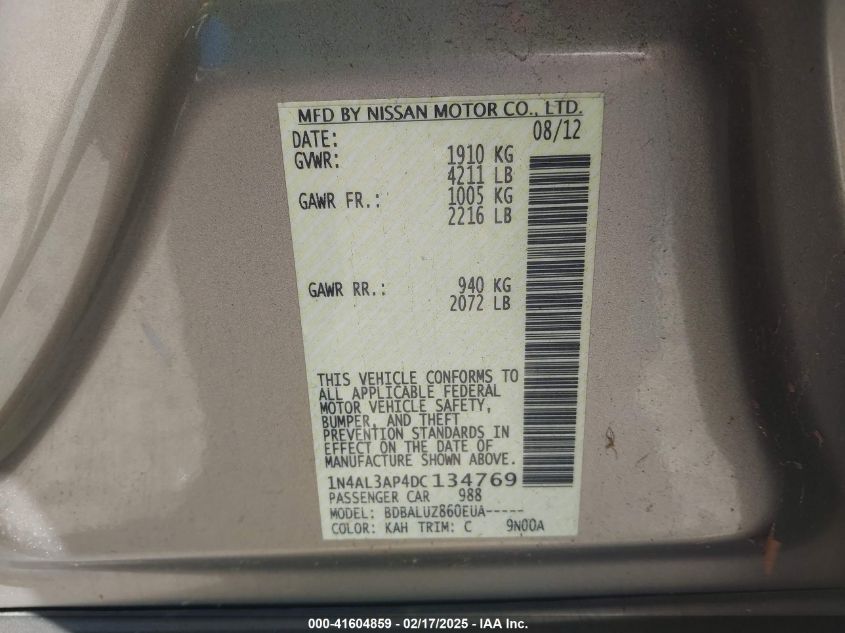 MFD BY NISSAN MOTOR CO., LTD.
DATE: 08/12
GVWR: 1910 KG
4211 LB
GAWR FR.: 1005 KG
2216 LB
GAWR RR.: 940 KG
2072 LB
THIS VEHICLE CONFORMS TO
ALL APPLICABLE FEDERAL
MOTOR VEHICLE SAFETY,
BUMPER, AND THEFT
PREVENTION STANDARDS IN
EFFECT ON THE DATE OF
MANUFACTURE SHOWN ABOVE.
1N4AL3AP4DC134769
PASSENGER CAR 988
MODEL: BDBALUZ860EUA-----
COLOR: KAH TRIM: C 9N00A
000-41604859 - 02/17/2025 - IAA Inc.